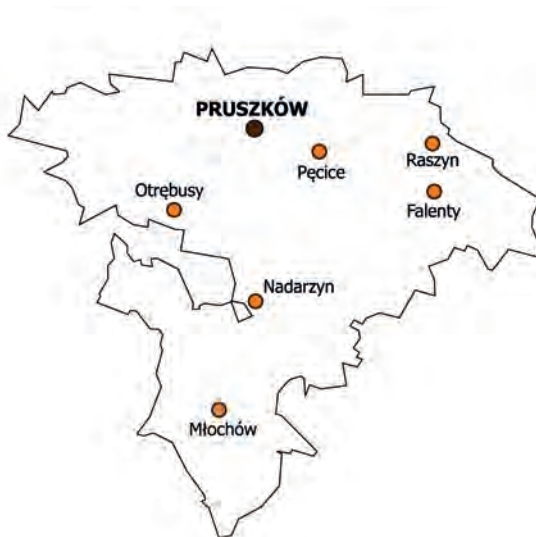 PRUSZKÓW
Raszyn
Pęcice
Otrębusy
Falenty
Nadarzyn
Młochów